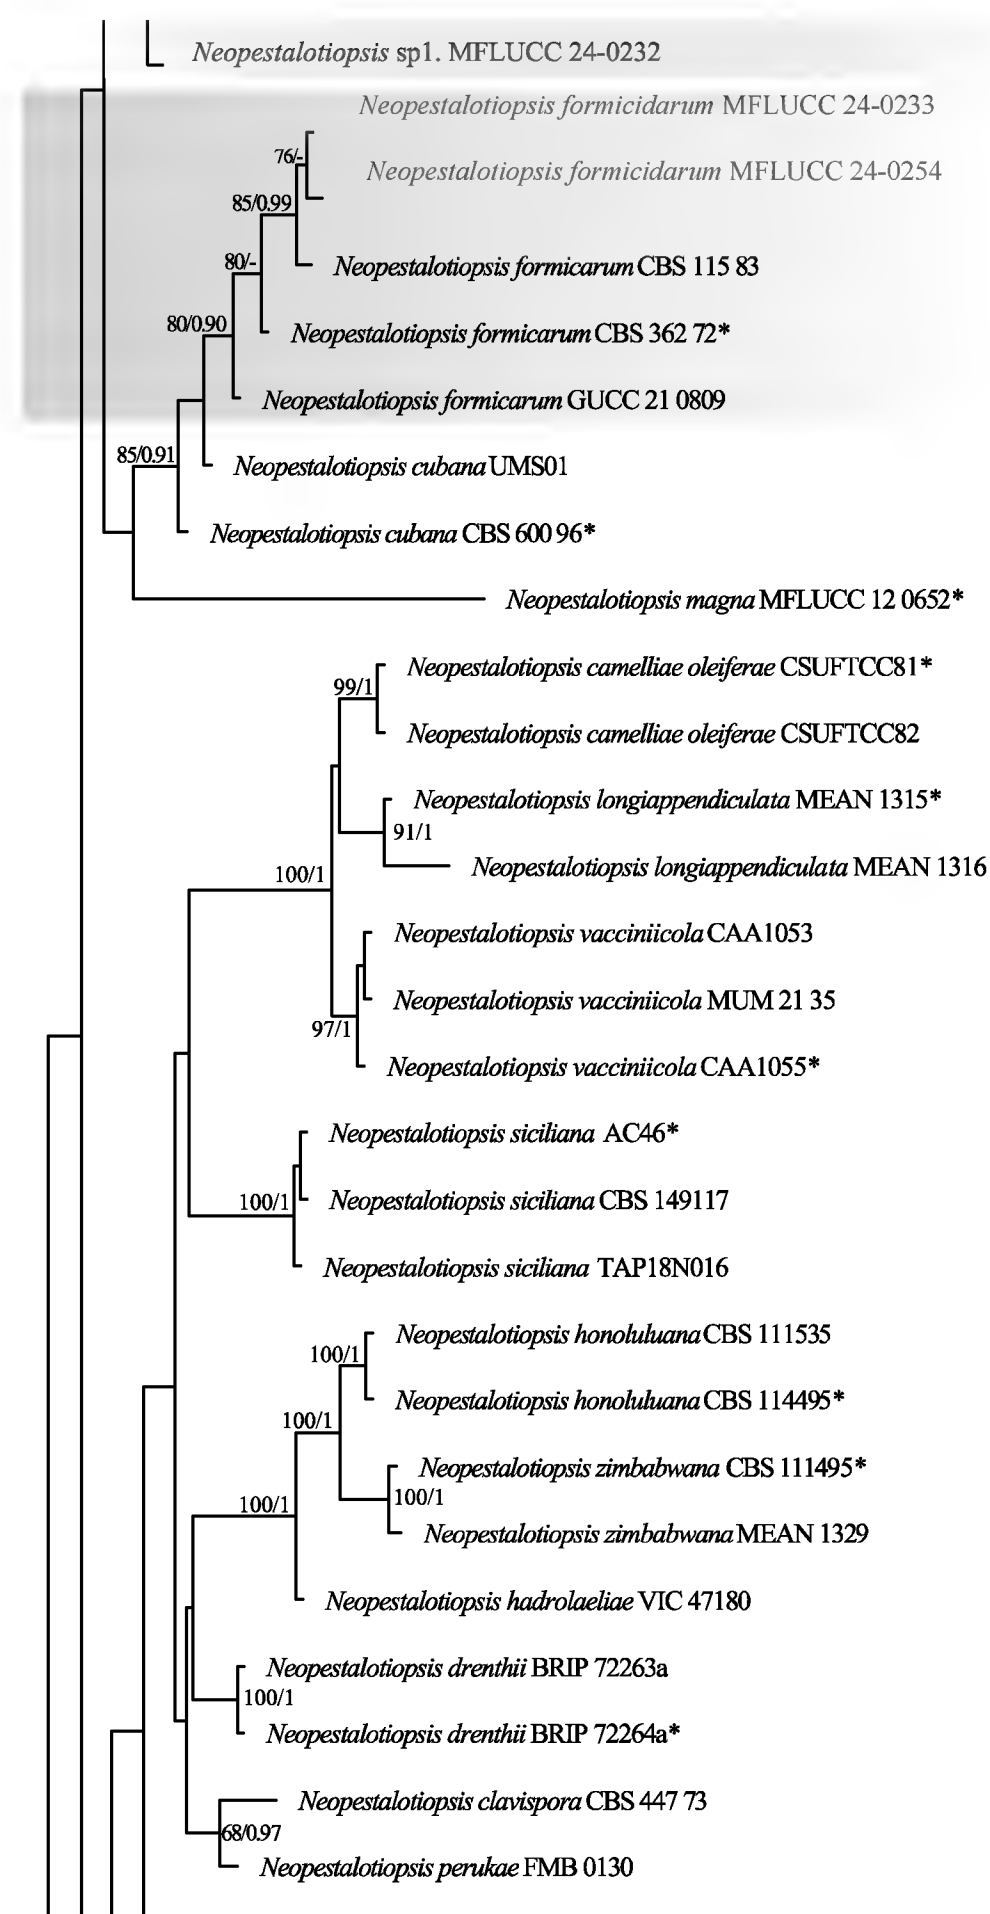 Neopestalotiopsis sp1. MFLUCC 24-0232
Neopestalotiopsis formicidarum MFLUCC 24-0233
76/-
Neopestalotiopsis formicidarum MFLUCC 24-0254
85/0.99
80/-
Neopestalotiopsis formicarum CBS 115 83
80/0.90
Neopestalotiopsis formicarum CBS 362 72*
Neopestalotiopsis formicarum GUCC 21 0809
85/0.91
Neopestalotiopsis cubana UMS01
Neopestalotiopsis cubana CBS 600 96*
Neopestalotiopsis magna MFLUCC 12 0652*
Neopestalotiopsis camelliae oleiferae CSUFTCC81*
99/1
Neopestalotiopsis camelliae oleiferae CSUFTCC82
Neopestalotiopsis longiappendiculata MEAN 1315*
91/1
Neopestalotiopsis longiappendiculata MEAN 1316
100/1
Neopestalotiopsis vacciniicola CAA1053
Neopestalotiopsis vacciniicola MUM 21 35
97/1
Neopestalotiopsis vacciniicola CAA1055*
Neopestalotiopsis siciliana AC46*
100/1
Neopestalotiopsis siciliana CBS 149117
Neopestalotiopsis siciliana TAP18N016
Neopestalotiopsis honoluluana CBS 111535
100/1
Neopestalotiopsis honoluluana CBS 114495*
100/1
Neopestalotiopsis zimbabwana CBS 111495*
100/1
100/1
Neopestalotiopsis zimbabwana MEAN 1329
Neopestalotiopsis hadrolaeliae VIC 47180
Neopestalotiopsis drenthii BRIP 72263a
100/1
Neopestalotiopsis drenthii BRIP 72264a*
Neopestalotiopsis clavispora CBS 447 73
68/0.97
Neopestalotiopsis perukae FMB 0130